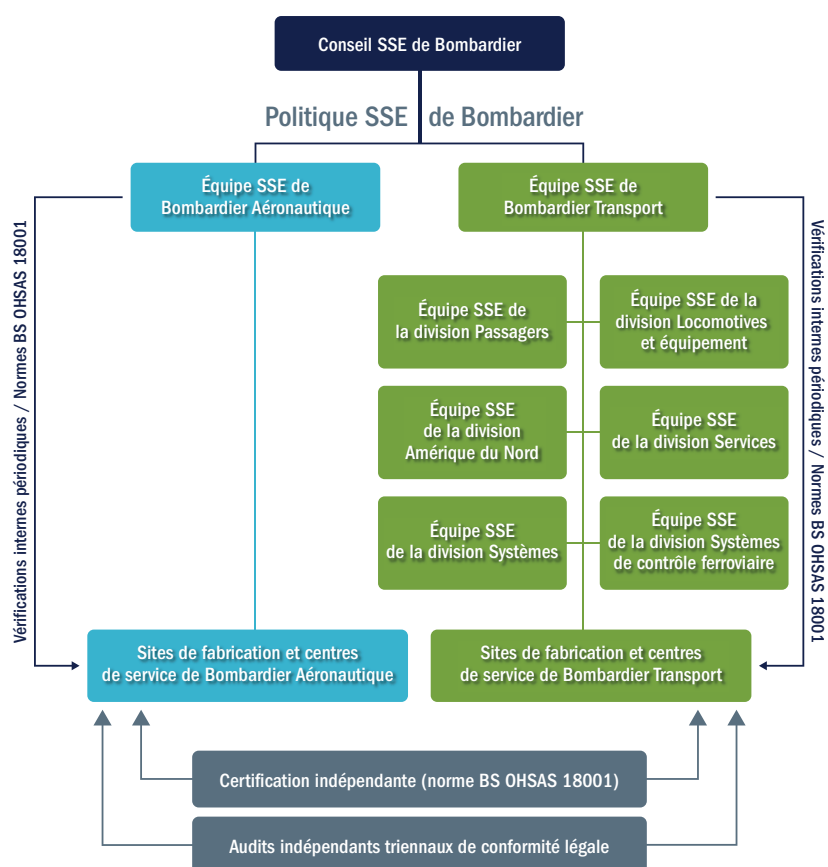 Conseil SSE de Bombardier
Politique SSE de Bombardier
Équipe SSE de
Bombardier Aéronautique
Équipe SSE de
Bombardier Transport
Vérifications internes périodiques / Normes BS OHSAS 18001
Vérifications internes périodiques / Normes BS OHSAS 18001
Équipe SSE de
la division Passagers
Équipe SSE de la
division Locomotives
et équipement
Équipe SSE
de la division
Amérique du Nord
Équipe SSE
de la division Services
Équipe SSE
de la division Systèmes
Équipe SSE
de la division Systèmes
de contrôle ferroviaire
Sites de fabrication et centres
de service de Bombardier Aéronautique
Sites de fabrication et centres
de service de Bombardier Transport
Certification indépendante (norme BS OHSAS 18001)
Audits indépendants triennaux de conformité légale